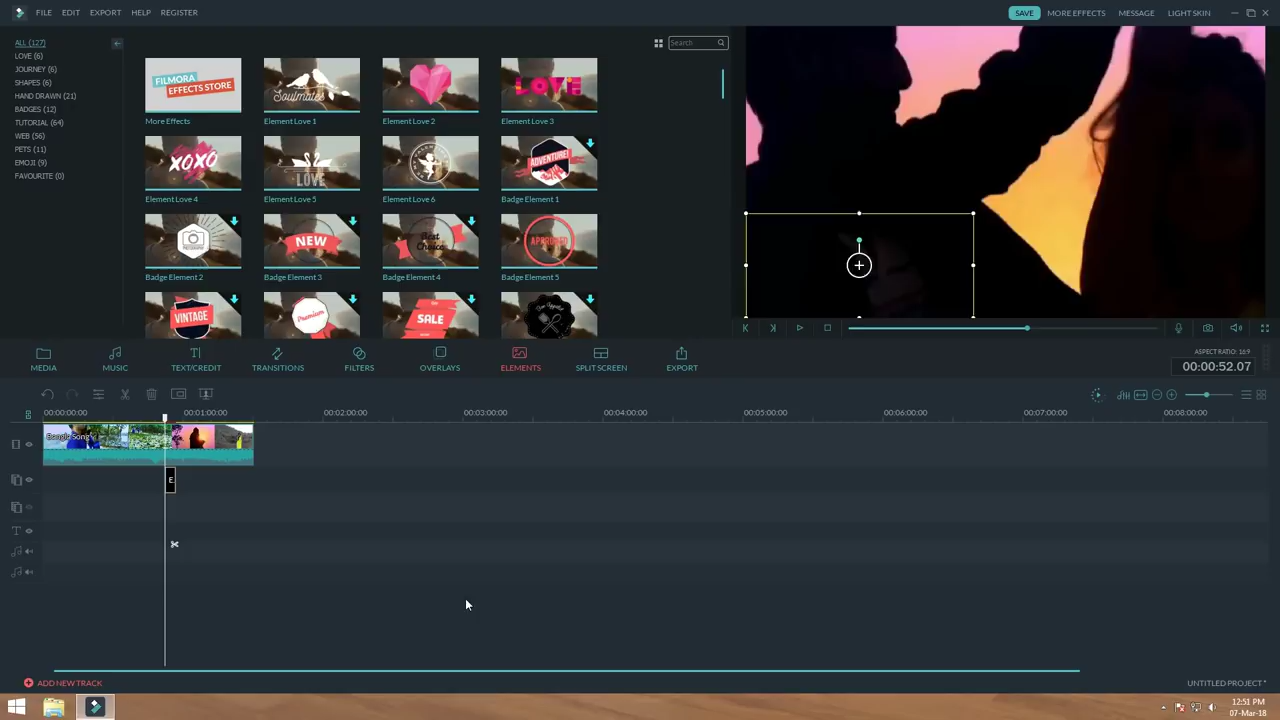 FILE EDIT EXPORT HELP REGISTER
SAVE MORE EFFECTS MESSAGE LIGHT SKIN
ALL (127)
LOVE (6)
JOURNEY (6)
SHAPES (6)
HAND DRAWN (21)
BADGES (12)
TUTORIAL (64)
WEB (56)
PETS (11)
EMOJI (9)
FAVOURITE (0)
Search
FILMORA
EFFECTS STORE
Soulmates
LOVE
More Effects Element Love 1 Element Love 2 Element Love 3
XOXO
LOVE
ADVENTURE!
Element Love 4 Element Love 5 Element Love 6 Badge Element 1
NEW
Best
Choice
APPROVED
Badge Element 2 Badge Element 3 Badge Element 4 Badge Element 5
VINTAGE
Premium
SALE
MEDIA MUSIC TEXT/CREDIT TRANSITIONS FILTERS OVERLAYS ELEMENTS SPLIT SCREEN EXPORT
ASPECT RATIO: 16:9
00:00:52.07
00:00:00:00 00:01:00:00 00:02:00:00 00:03:00:00 00:04:00:00 00:05:00:00 00:06:00:00 00:07:00:00 00:08:00:00
E
ADD NEW TRACK
UNTITLED PROJECT *
12:51 PM
07-Mar-18